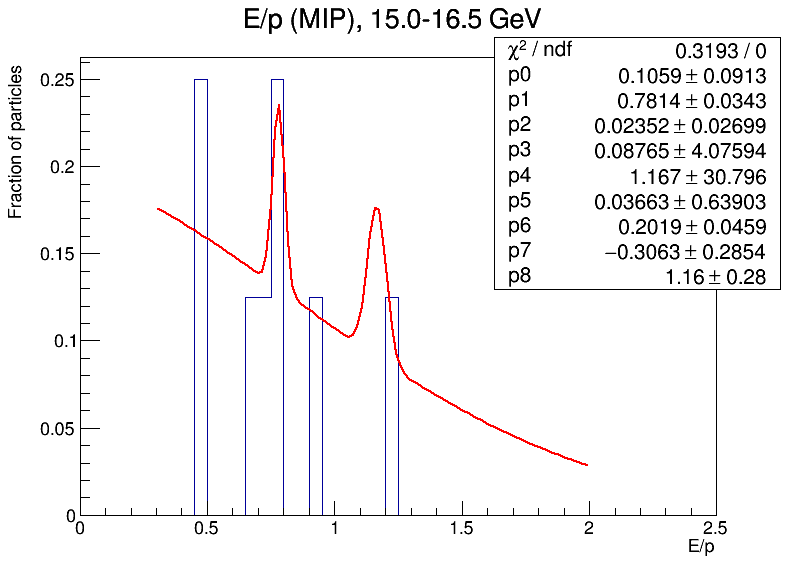 E/p (MIP), 15.0-16.5 GeV
χ² / ndf 0.3193 / 0
p0 0.1059 ± 0.0913
p1 0.7814 ± 0.0343
p2 0.02352 ± 0.02699
p3 0.08765 ± 4.07594
p4 1.167 ± 30.796
p5 0.03663 ± 0.63903
p6 0.2019 ± 0.0459
p7 −0.3063 ± 0.2854
p8 1.16 ± 0.28
Fraction of particles
0.25
0.2
0.15
0.1
0.05
0
0 0.5 1 1.5 2 2.5
E/p